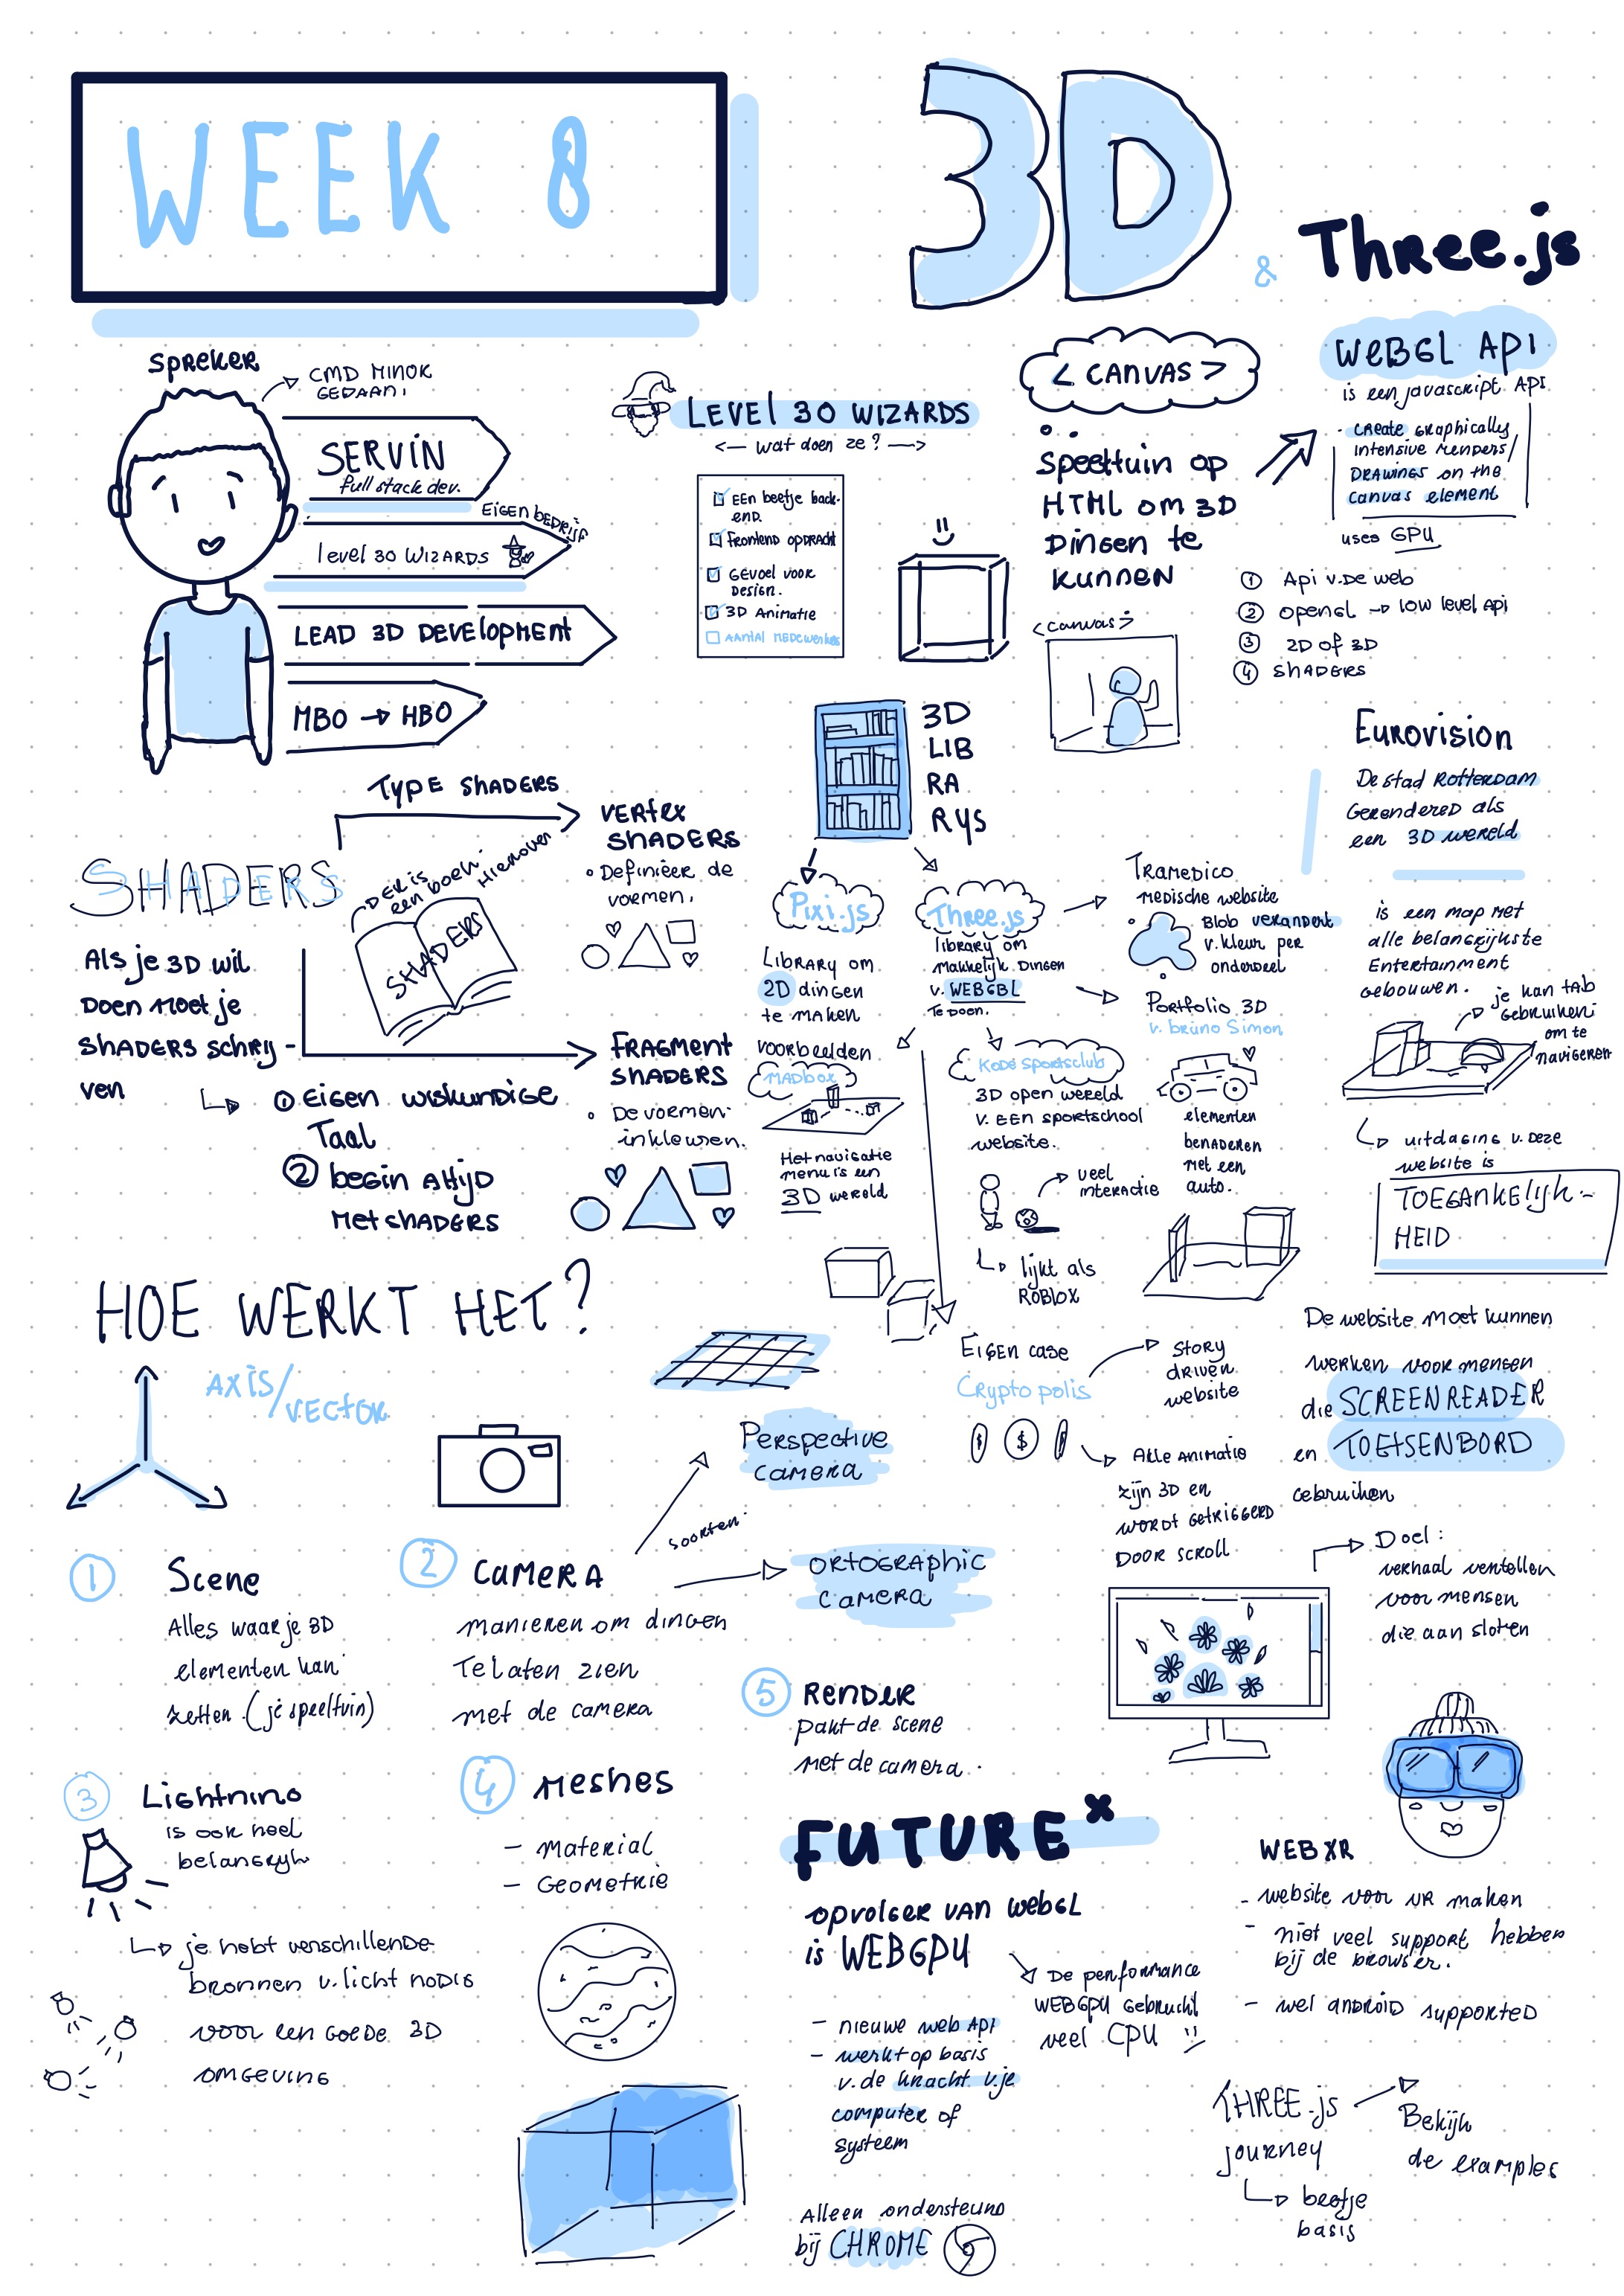 WEEK 8
3D
& Three.js
Spreker
CMD MINOR
GEDAAN!
SERVIN
full stack dev.
EIGEN BEDRIJF
level 30 WIZARDS
LEAD 3D DEVELOPMENT
MBO → HBO
LEVEL 30 WIZARDS
<— wat doen ze? —>
EEn beetje back-
end.
frontend opdracht
GEVOEL voor
Design.
3D Animatie
Aantal medewerkers
< CANVAS >
Speeltuin op
HTML om 3D
Dingen te
kunnen
<canvas>
WEBGL API
is een javascript API
- Create graphically
intensive renders/
DRAWINGS on the
canvas element
uses GPU
① Api v.de web
② opengl → low level api
③ 2D of 3D
④ shaders
3D
LIB
RA
RYS
SHADERS
Als je 3D wil
Doen moet je
SHADERS schrij-
ven
① Eigen wiskundige
Taal
② begin altijd
Met shaders
Type shaders
DER is
een boek
Hierover
SHADERS
VERtex
SHADERS
Definieer de
vormen.
FRAGment
SHADERS
De vormen
inkleuren.
Pixi.js
Library om
2D dingen
te maken
voorbeelden
MADbox
Het navigatie
menu is een
3D wereld
Three.js
library om
makkelijk dingen
v. WEBGBL
te doen.
Tramedico
medische website
Blob verandert
v. kleur per
onderdeel
Portfolio 3D
v. bruno Simon
elementen
benaderen
met een
auto.
Kode sportsclub
3D open wereld
v. EEN sportschool
website.
veel
interactie
lijkt als
ROBLOX
Eigen case
Crypto polis
story
driven
website
Alle animatie
zijn 3D en
wordt getriggerd
DOOR scroll
Eurovision
De stad Rotterdam
Gerendered als
een 3D wereld
is een map met
alle belangrijkste
Entertainment
gebouwen.
je kan tab
gebruiken
om te
navigeren
uitdaging v. deze
website is
TOEGANKElijk-
HEID
De website moet kunnen
werken voor mensen
die SCREENREADER
en TOETSENBORD
gebruiken
Doel:
verhaal vertellen
voor mensen
die aan sloten
HOE WERKT HET?
AXIS/
VECTOR
① Scene
Alles waar je 3D
elementen kan
zetten. (je speeltuin)
② CAMERA
manieren om dingen
Te laten zien
met de camera
soorten
Perspective
camera
ORTOGRAPHIC
CAMERA
③ Lightning
is ook heel
belangrijk
je hebt verschillende
bronnen v. licht nodig
voor een goede 3D
omgeving
④ Meshes
- material
- Geometrie
⑤ Render
pakt de scene
met de camera.
FUTURE x
opvolger van webGL
is WEBGPU
- nieuwe web Api
- werkt op basis
v. de kracht v. je
computer of
systeem
Alleen ondersteund
bij CHROME
De performance
WEBGPU gebruikt
veel CPU
WEB XR
- website voor VR maken
- niet veel support hebben
bij de browser.
- wel android supported
THREE.js
journey
beetje
basis
Bekijk
de examples